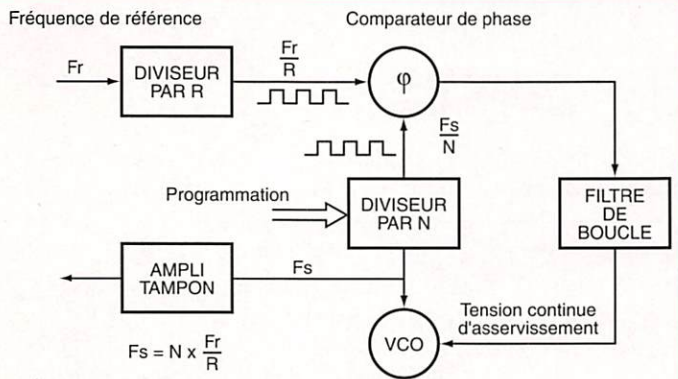 Fréquence de référence
Comparateur de phase
Fr
DIVISEUR
PAR R
Fr
R
φ
Fs
N
Programmation
DIVISEUR
PAR N
FILTRE
DE
BOUCLE
AMPLI
TAMPON
Fs
Tension continue
d'asservissement
VCO
Fs = N x Fr/R